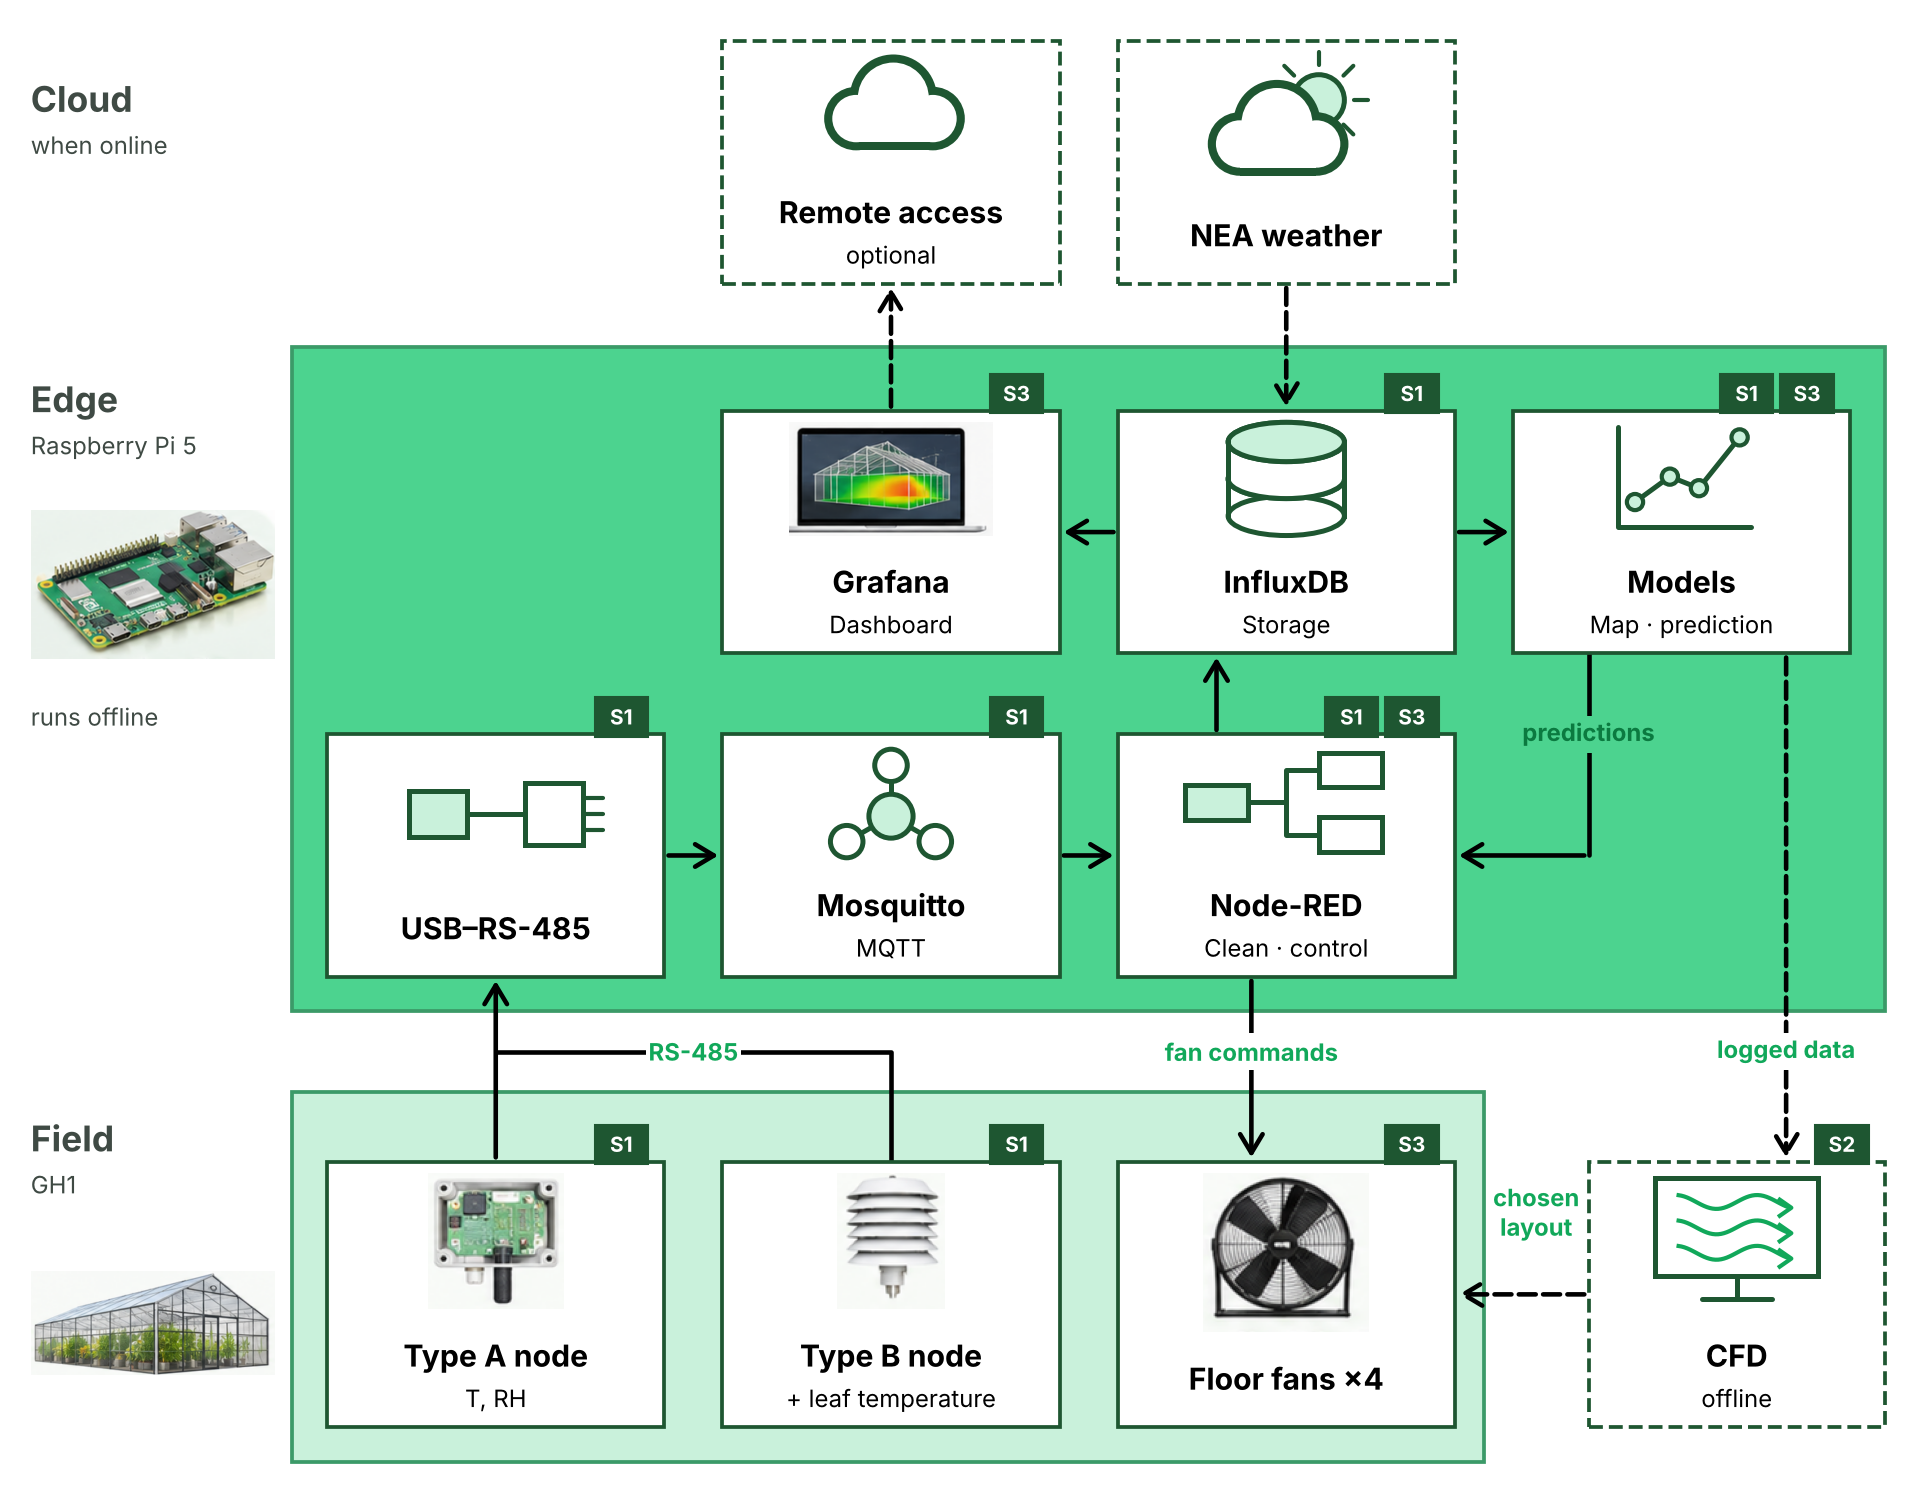 Cloud
when online
Remote access
optional
NEA weather
Edge
Raspberry Pi 5
runs offline
S3
Grafana
Dashboard
S1
InfluxDB
Storage
S1 S3
Models
Map · prediction
predictions
S1
USB–RS-485
S1
Mosquitto
MQTT
S1 S3
Node-RED
Clean · control
RS-485
fan commands
logged data
Field
GH1
S1
Type A node
T, RH
S1
Type B node
+ leaf temperature
S3
Floor fans ×4
chosen
layout
S2
CFD
offline